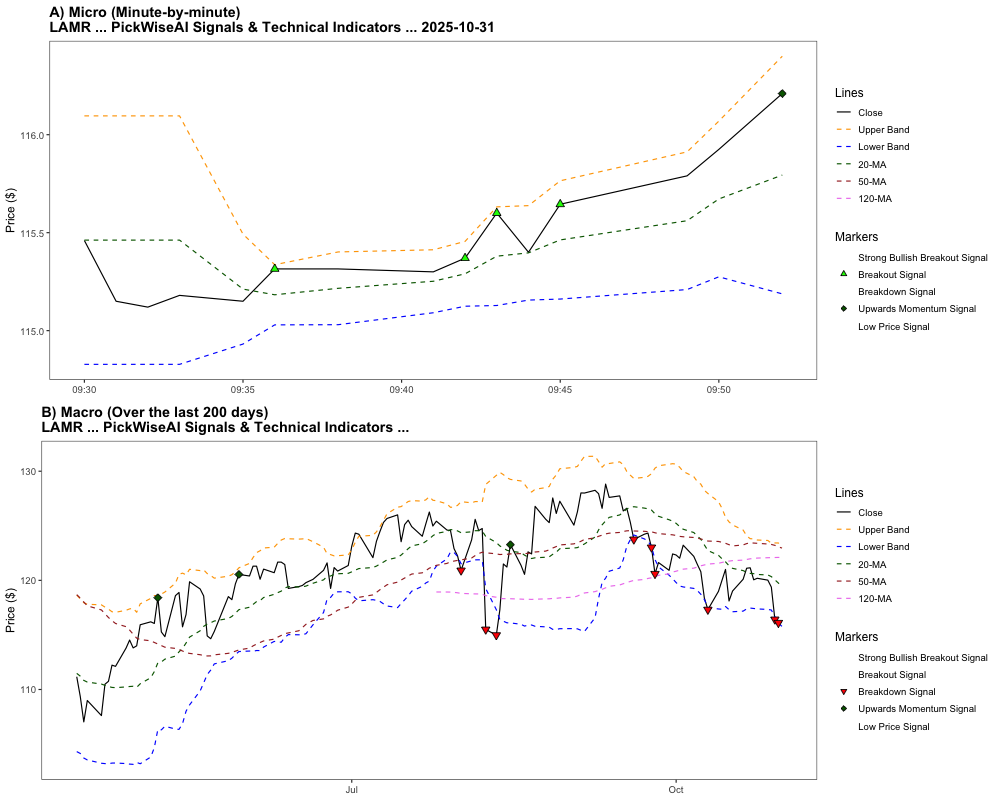 A) Micro (Minute-by-minute)
LAMR ... PickWiseAI Signals & Technical Indicators ... 2025-10-31
Price ($)
116.0
115.5
115.0
09:30
09:35
09:40
09:45
09:50
Lines
Close
Upper Band
Lower Band
20-MA
50-MA
120-MA
Markers
Strong Bullish Breakout Signal
Breakout Signal
Breakdown Signal
Upwards Momentum Signal
Low Price Signal
B) Macro (Over the last 200 days)
LAMR ... PickWiseAI Signals & Technical Indicators ...
Price ($)
130
120
110
Jul
Oct
Lines
Close
Upper Band
Lower Band
20-MA
50-MA
120-MA
Markers
Strong Bullish Breakout Signal
Breakout Signal
Breakdown Signal
Upwards Momentum Signal
Low Price Signal